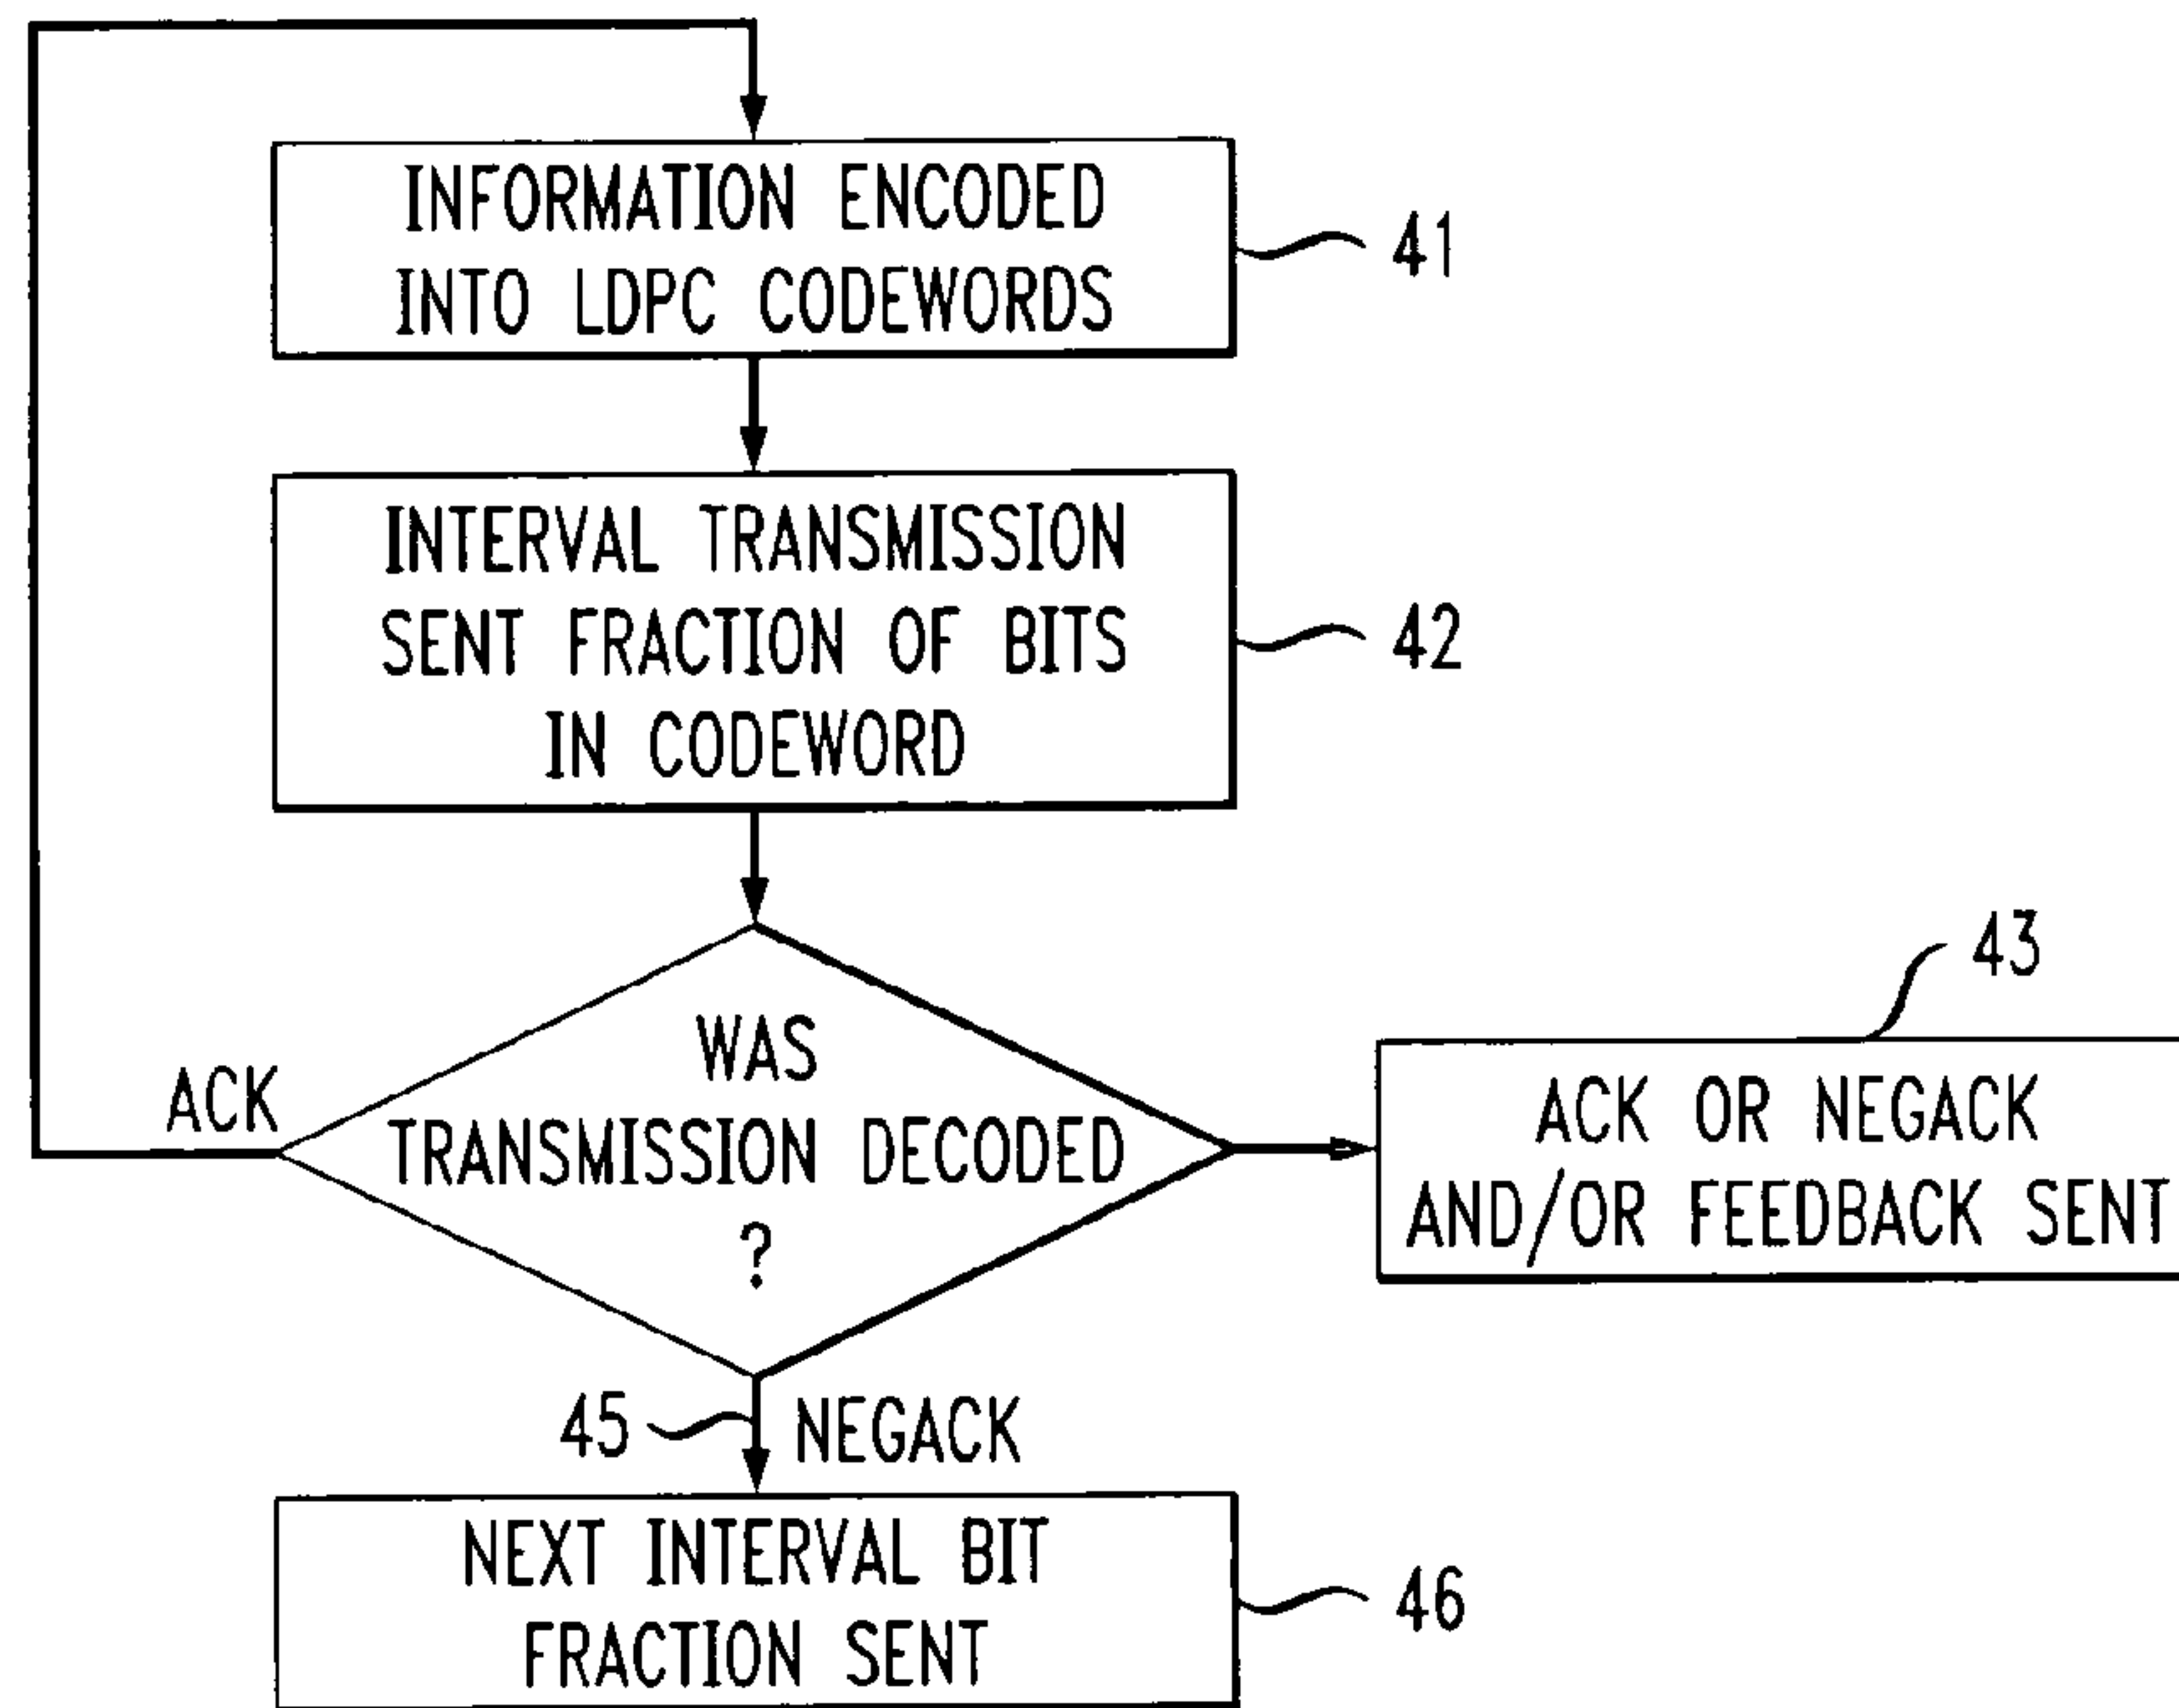 INFORMATION ENCODED
INTO LDPC CODEWORDS
41
INTERVAL TRANSMISSION
SENT FRACTION OF BITS
IN CODEWORD
42
WAS
TRANSMISSION DECODED
?
ACK
43
ACK OR NEGACK
AND/OR FEEDBACK SENT
45
NEGACK
NEXT INTERVAL BIT
FRACTION SENT
46